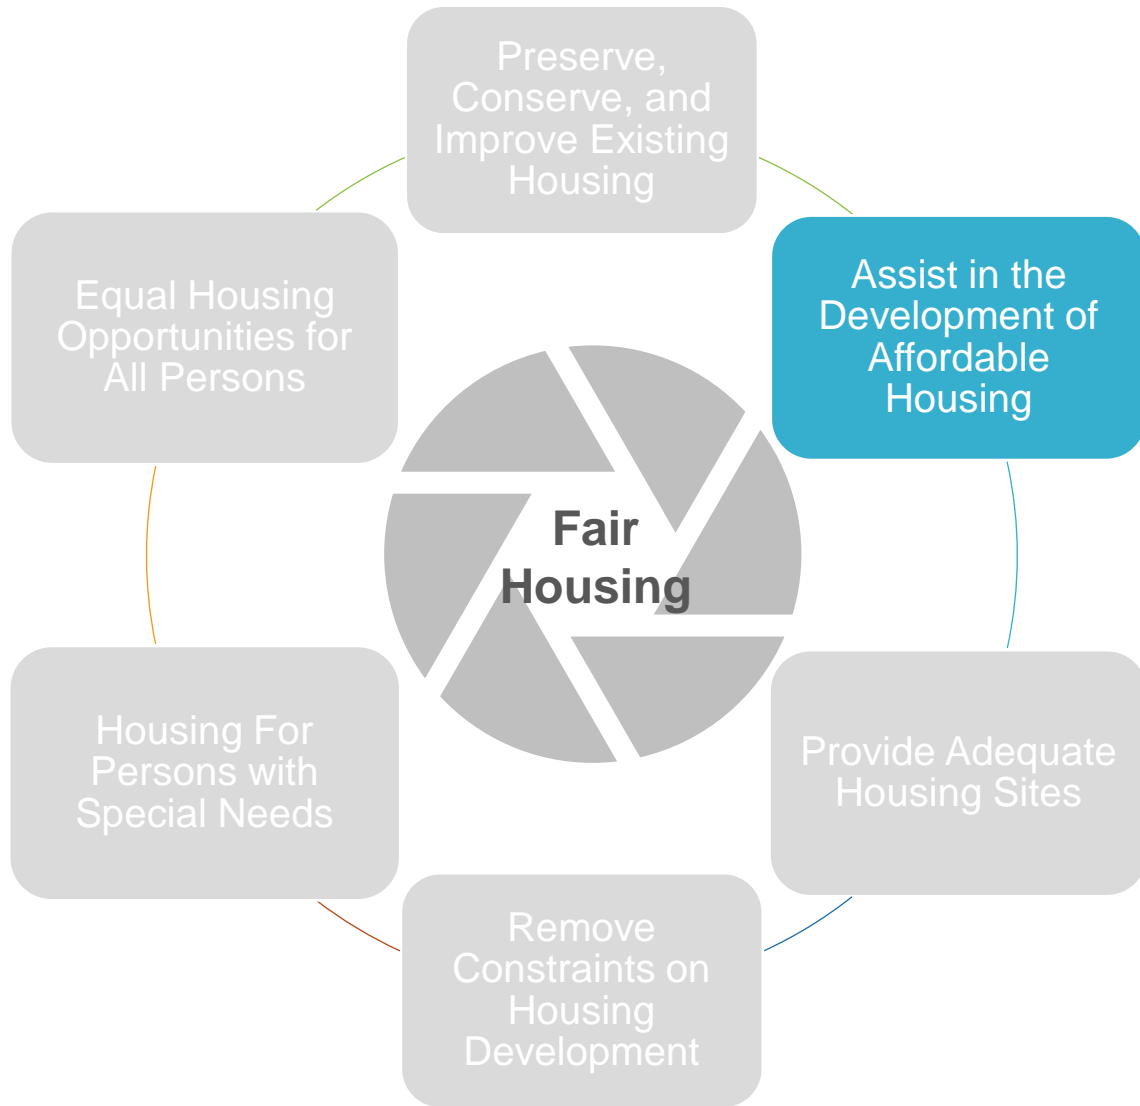 Preserve,
Conserve, and
Improve Existing
Housing
Assist in the
Development of
Affordable
Housing
Provide Adequate
Housing Sites
Remove
Constraints on
Housing
Development
Housing For
Persons with
Special Needs
Equal Housing
Opportunities for
All Persons
Fair
Housing